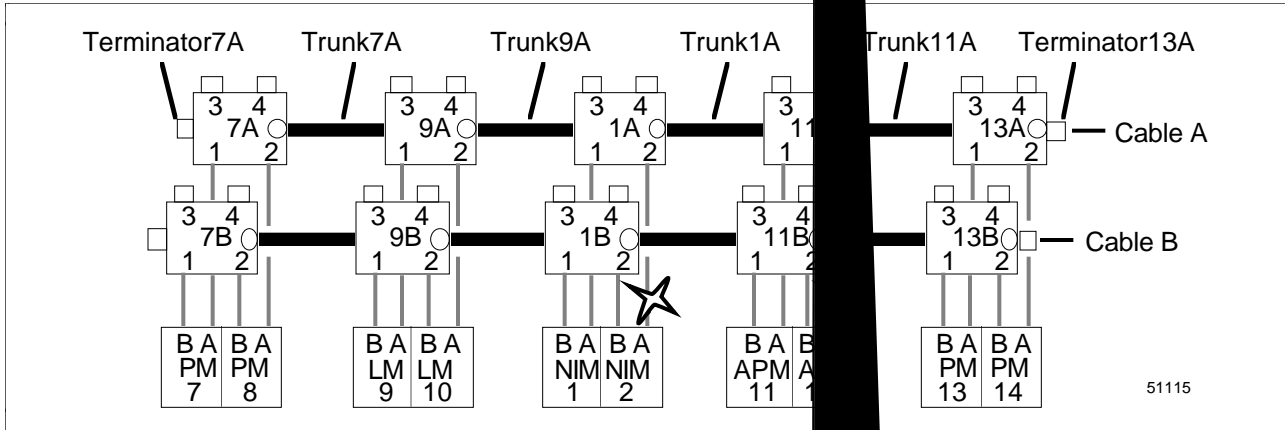 Terminator7A Trunk7A Trunk9A Trunk1A Trunk11A Terminator13A
3 4 3 4 3 4 3 3 4
7A 9A 1A 11 13A Cable A
1 2 1 2 1 2 1 1 2
3 4 3 4 3 4 3 4 3 4
7B 9B 1B 11B 13B Cable B
1 2 1 2 1 2 1 2 1 2
B A B A B A B A B A B A B A B B A B A
PM PM LM LM NIM NIM APM A PM PM
7 8 9 10 1 2 11 1 13 14
51115